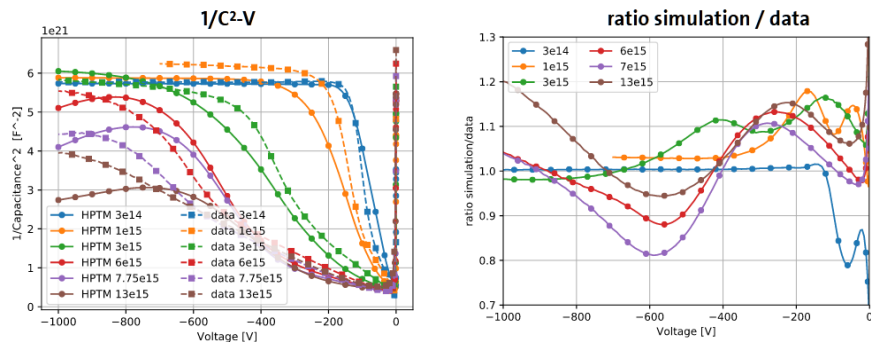 1/C²-V
1e21
6
5
4
3
2
1
0
1/Capacitance^2 [F^-2]
HPTM 3e14
HPTM 1e15
HPTM 3e15
HPTM 6e15
HPTM 7.75e15
HPTM 13e15
data 3e14
data 1e15
data 3e15
data 6e15
data 7.75e15
data 13e15
−1000 −800 −600 −400 −200 0
Voltage [V]
ratio simulation / data
1.3
1.2
1.1
1.0
0.9
0.8
0.7
ratio simulation/data
3e14
1e15
3e15
6e15
7e15
13e15
−1000 −800 −600 −400 −200 0
Voltage [V]